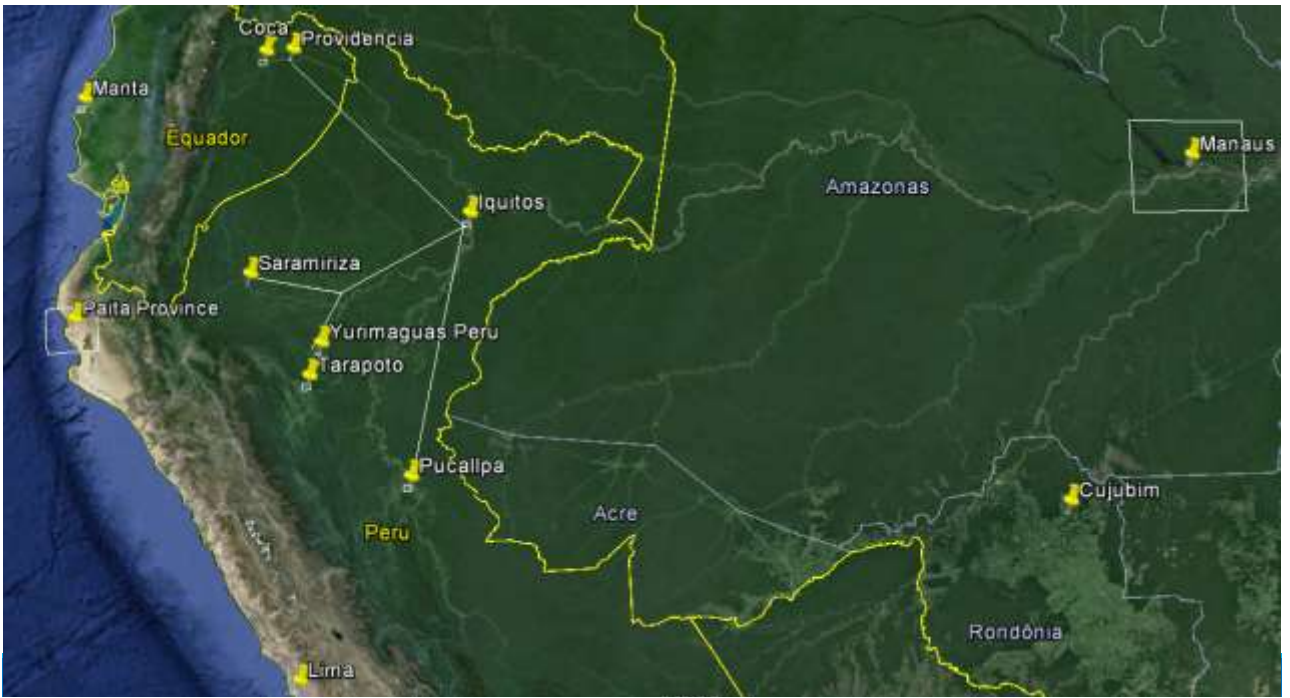 Coca
Providencia
Manta
Equador
Manaus
Amazonas
Iquitos
Saramiriza
Paita Province
Yurimaguas Peru
Tarapoto
Pucallpa
Cujubim
Acre
Peru
Rondônia
Lima